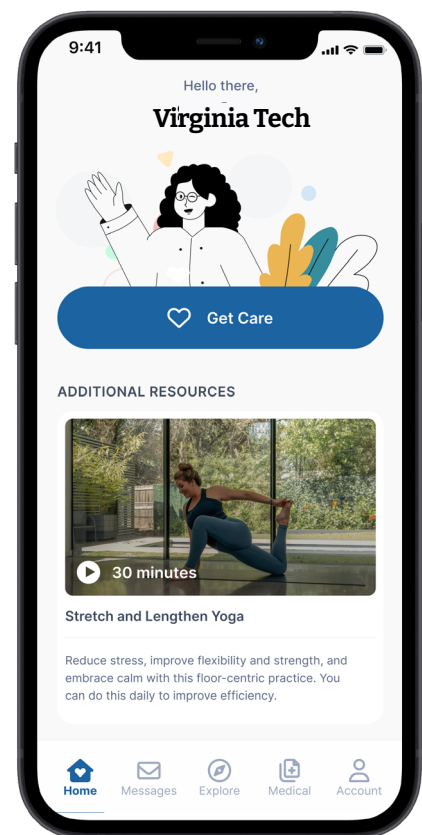 9:41
Hello there,
Virginia Tech
Get Care
ADDITIONAL RESOURCES
30 minutes
Stretch and Lengthen Yoga
Reduce stress, improve flexibility and strength, and
embrace calm with this floor-centric practice. You
can do this daily to improve efficiency.
Home Messages Explore Medical Account